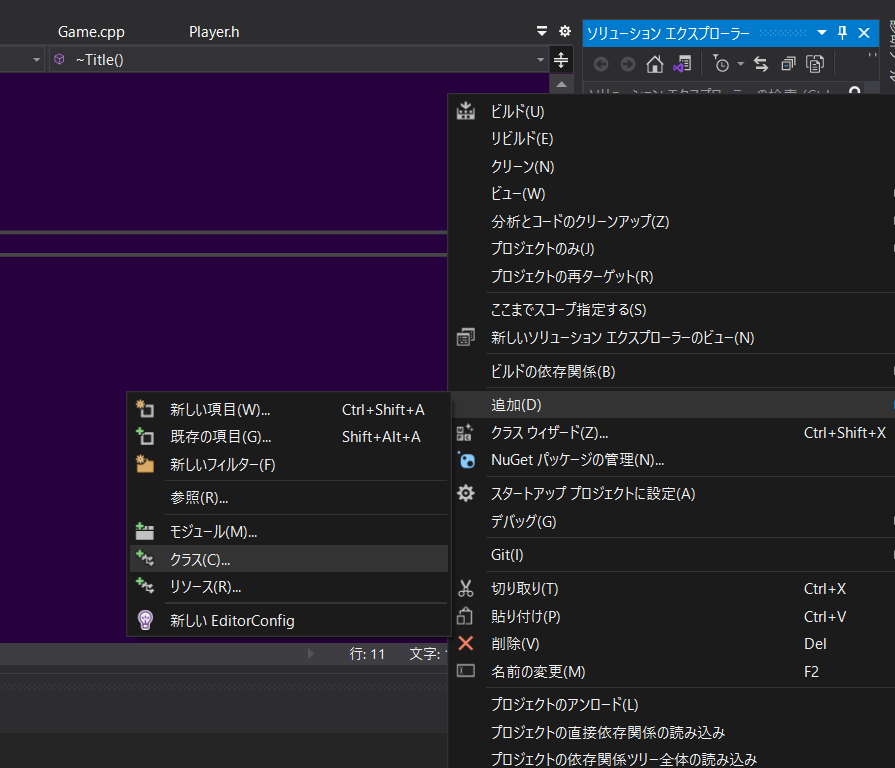 Game.cpp
Player.h
ソリューション エクスプローラー
~Title()
ビルド(U)
リビルド(E)
クリーン(N)
ビュー(W)
分析とコードのクリーンアップ(Z)
プロジェクトのみ(J)
プロジェクトの再ターゲット(R)
ここまでスコープ指定する(S)
新しいソリューション エクスプローラーのビュー(N)
ビルドの依存関係(B)
追加(D)
クラス ウィザード(Z)... Ctrl+Shift+X
NuGet パッケージの管理(N)...
スタートアップ プロジェクトに設定(A)
デバッグ(G)
Git(I)
切り取り(T) Ctrl+X
貼り付け(P) Ctrl+V
削除(V) Del
名前の変更(M) F2
プロジェクトのアンロード(L)
プロジェクトの直接依存関係の読み込み
プロジェクトの依存関係ツリー全体の読み込み
新しい項目(W)... Ctrl+Shift+A
既存の項目(G)... Shift+Alt+A
新しいフィルター(F)
参照(R)...
モジュール(M)...
クラス(C)...
リソース(R)...
新しい EditorConfig
行: 11 文字: